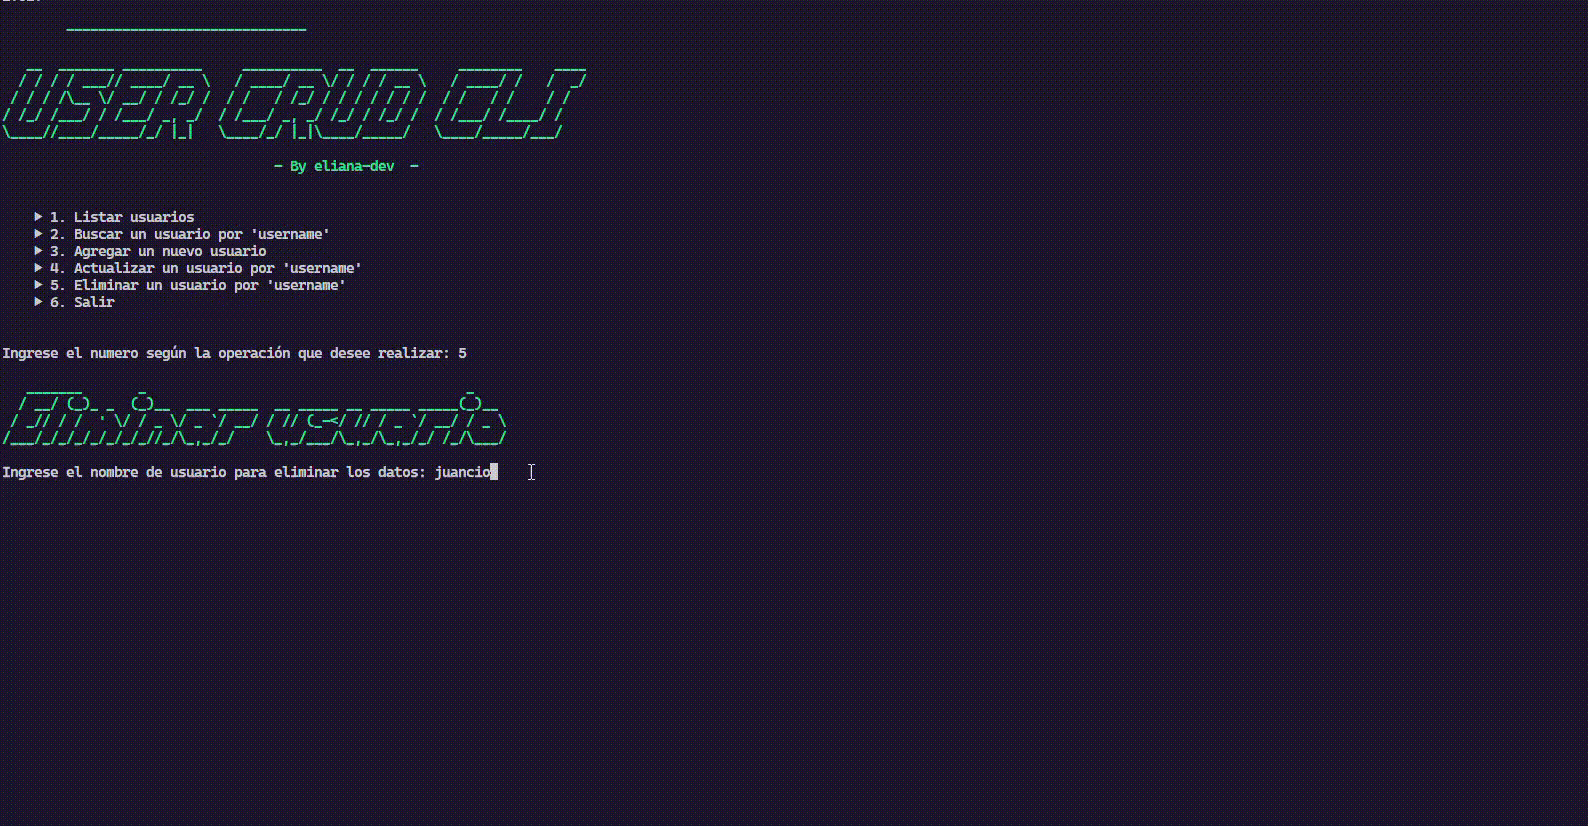 USER CRUD CLI
- By eliana-dev -
▶ 1. Listar usuarios
▶ 2. Buscar un usuario por 'username'
▶ 3. Agregar un nuevo usuario
▶ 4. Actualizar un usuario por 'username'
▶ 5. Eliminar un usuario por 'username'
▶ 6. Salir
Ingrese el numero según la operación que desee realizar: 5
Eliminar usuario
Ingrese el nombre de usuario para eliminar los datos: juancio